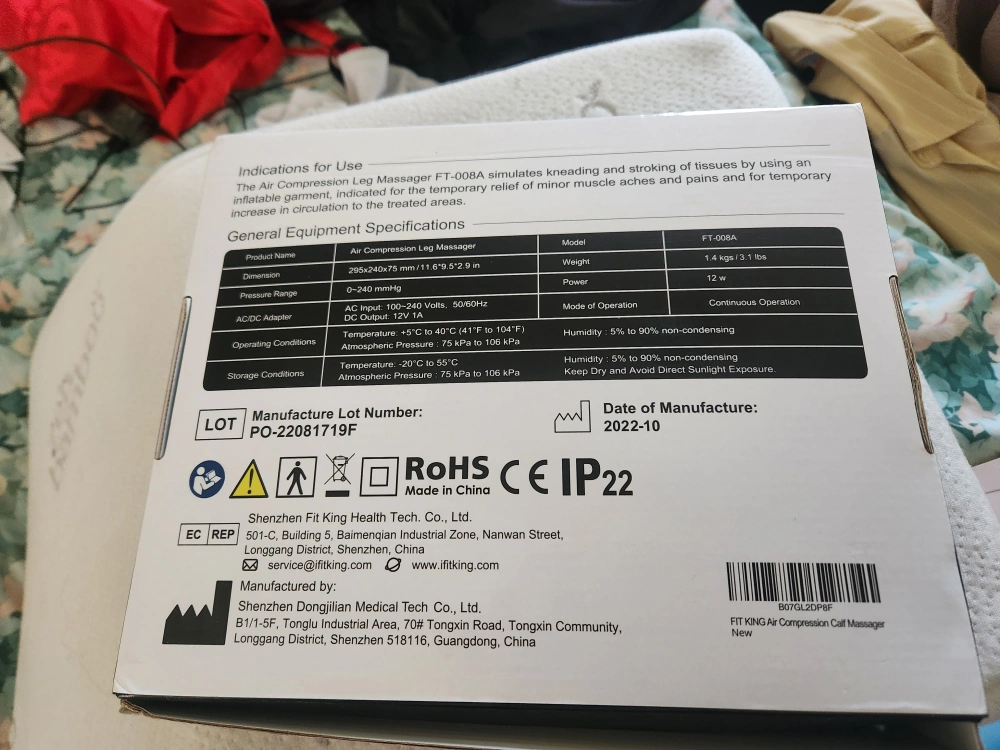 Indications for Use
The Air Compression Leg Massager FT-008A simulates kneading and stroking of tissues by using an
inflatable garment, indicated for the temporary relief of minor muscle aches and pains and for temporary
increase in circulation to the treated areas.
General Equipment Specifications
Product Name Air Compression Leg Massager Model FT-008A
Dimension 295x240x75 mm/11.6*9.5*2.9 in Weight 1.4 kgs/3.1 lbs
Pressure Range 0~240 mmHg Power 12 w
AC/DC Adapter AC Input: 100~240 Volts, 50/60Hz Mode of Operation Continuous Operation
DC Output: 12V 1A
Operating Conditions Temperature: +5°C to 40°C (41°F to 104°F) Humidity : 5% to 90% non-condensing
Atmospheric Pressure : 75 kPa to 106 kPa
Storage Conditions Temperature: -20°C to 55°C Humidity : 5% to 90% non-condensing
Atmospheric Pressure : 75 kPa to 106 kPa Keep Dry and Avoid Direct Sunlight Exposure.
LOT Manufacture Lot Number: Date of Manufacture:
PO-22081719F 2022-10
RoHS CE IP22
Made in China
Shenzhen Fit King Health Tech. Co., Ltd.
EC REP 501-C, Building 5, Baimenqian Industrial Zone, Nanwan Street,
Longgang District, Shenzhen, China
service@ifitking.com www.ifitking.com
Manufactured by:
Shenzhen Dongjilian Medical Tech Co., Ltd.
B1/1-5F, Tonglu Industrial Area, 70# Tongxin Road, Tongxin Community,
Longgang District, Shenzhen 518116, Guangdong, China
B07GL2DP8F
FIT KING Air Compression Calf Massager
New